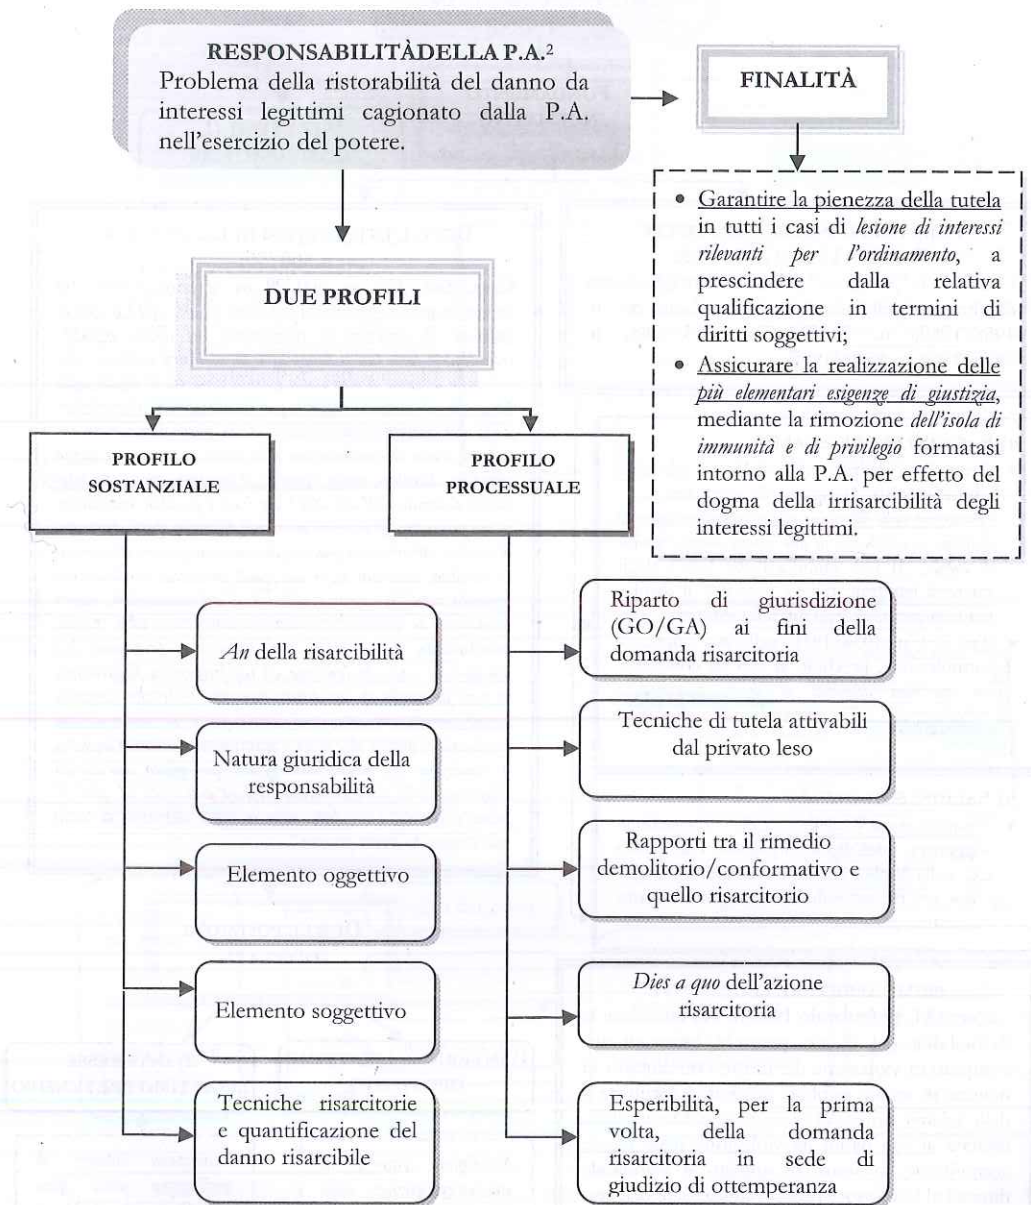 RESPONSABILITÀDELLA P.A.²
Problema della ristorabilità del danno da
interessi legittimi cagionato dalla P.A.
nell'esercizio del potere.
FINALITÀ
• Garantire la pienezza della tutela
in tutti i casi di lesione di interessi
rilevanti per l'ordinamento, a
prescindere dalla relativa
qualificazione in termini di
diritti soggettivi;
• Assicurare la realizzazione delle
più elementari esigenze di giustizia,
mediante la rimozione dell'isola di
immunità e di privilegio formatasi
intorno alla P.A. per effetto del
dogma della irrisarcibilità degli
interessi legittimi.
DUE PROFILI
PROFILO
SOSTANZIALE
PROFILO
PROCESSUALE
An della risarcibilità
Natura giuridica della
responsabilità
Elemento oggettivo
Elemento soggettivo
Tecniche risarcitorie
e quantificazione del
danno risarcibile
Riparto di giurisdizione
(GO/GA) ai fini della
domanda risarcitoria
Tecniche di tutela attivabili
dal privato leso
Rapporti tra il rimedio
demolitorio/conformativo e
quello risarcitorio
Dies a quo dell'azione
risarcitoria
Esperibilità, per la prima
volta, della domanda
risarcitoria in sede di
giudizio di ottemperanza